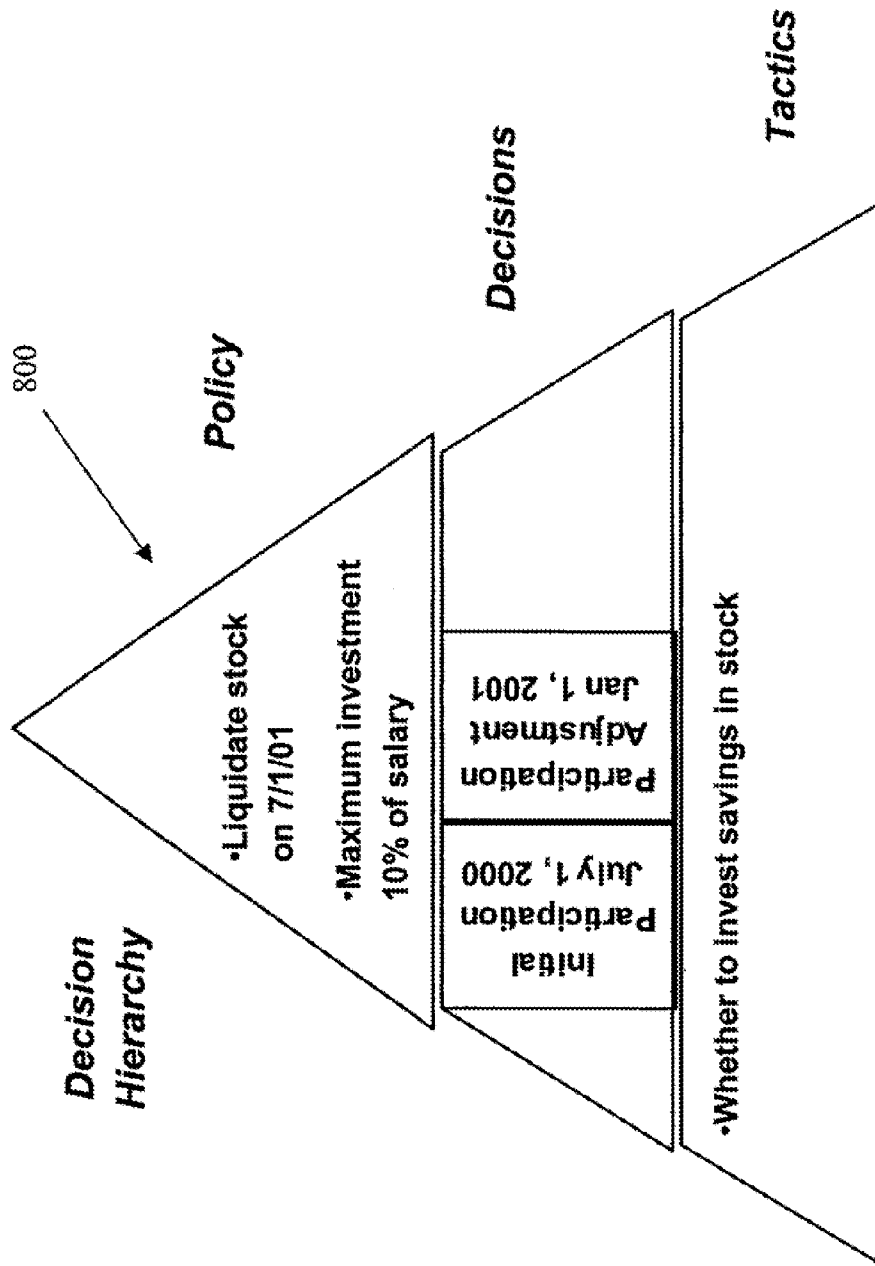 800
Decision
Hierarchy
Policy
•Liquidate stock
on 7/1/01
•Maximum investment
10% of salary
Decisions
Initial
Participation
July 1, 2000
Participation
Adjustment
Jan 1, 2001
Tactics
•Whether to invest savings in stock